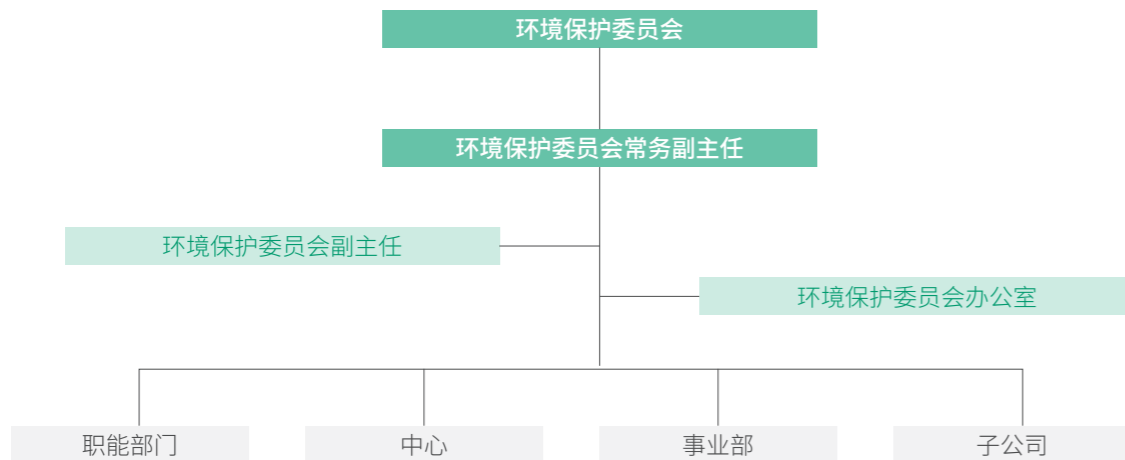 环境保护委员会
环境保护委员会常务副主任
环境保护委员会副主任
环境保护委员会办公室
职能部门
中心
事业部
子公司